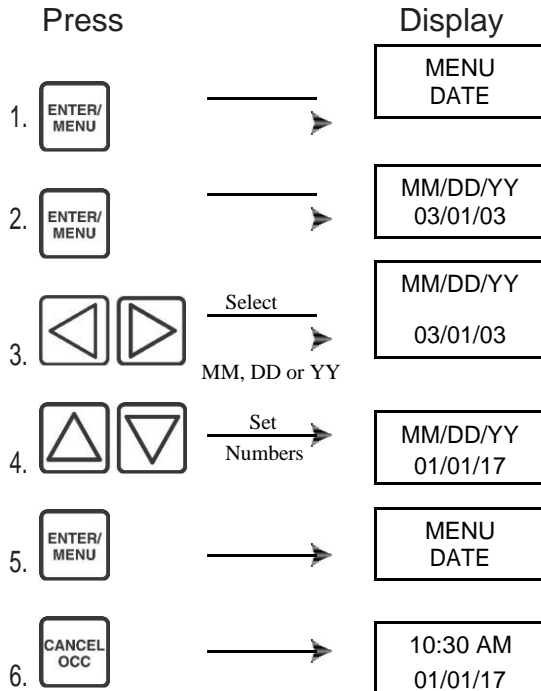 Press Display
1. ENTER/
MENU
MENU
DATE
2. ENTER/
MENU
MM/DD/YY
03/01/03
3.
Select
MM, DD or YY
MM/DD/YY
03/01/03
4.
Set
Numbers
MM/DD/YY
01/01/17
5. ENTER/
MENU
MENU
DATE
6. CANCEL
OCC
10:30 AM
01/01/17